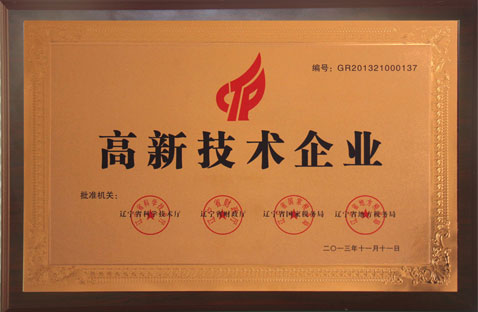 编号：GR201321000137
高新技术企业
批准机关：
辽宁省科学技术厅 辽宁省财政厅 辽宁省国家税务局 辽宁省地方税务局
二〇一三年十一月十一日